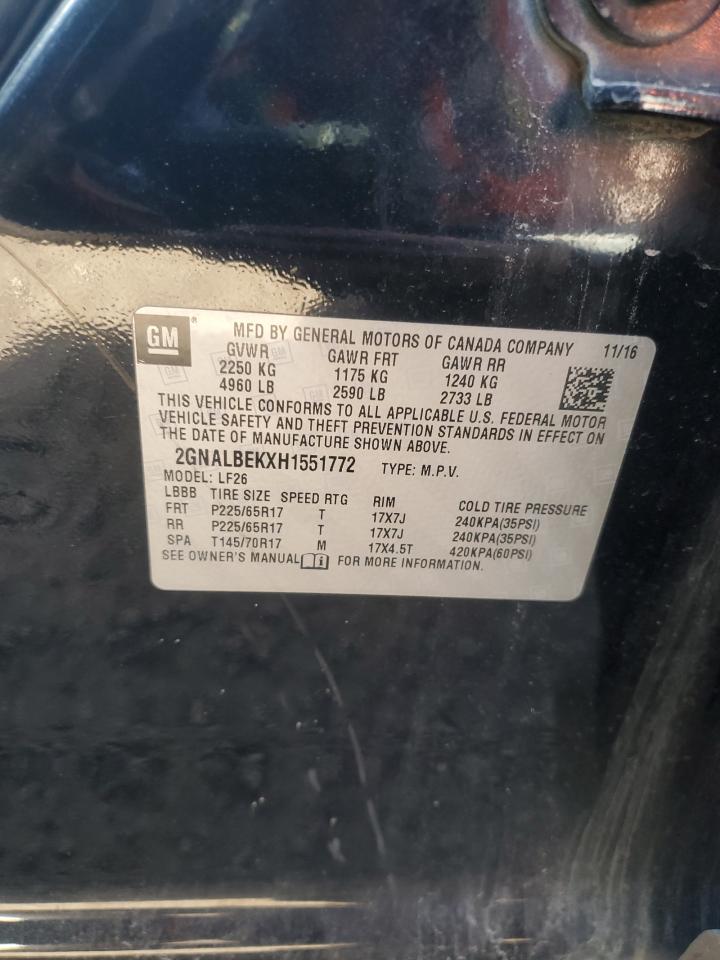 GM ® MFD BY GENERAL MOTORS OF CANADA COMPANY 11/16
GVWR GAWR FRT GAWR RR
2250 KG 1175 KG 1240 KG
4960 LB 2590 LB 2733 LB
THIS VEHICLE CONFORMS TO ALL APPLICABLE U.S. FEDERAL MOTOR
VEHICLE SAFETY AND THEFT PREVENTION STANDARDS IN EFFECT ON
THE DATE OF MANUFACTURE SHOWN ABOVE.
2GNALBEKXH1551772 TYPE: M.P.V.
MODEL: LF26
LBBB TIRE SIZE SPEED RTG RIM COLD TIRE PRESSURE
FRT P225/65R17 T 17X7J 240KPA(35PSI)
RR P225/65R17 T 17X7J 240KPA(35PSI)
SPA T145/70R17 M 17X4.5T 420KPA(60PSI)
SEE OWNER'S MANUAL i FOR MORE INFORMATION.